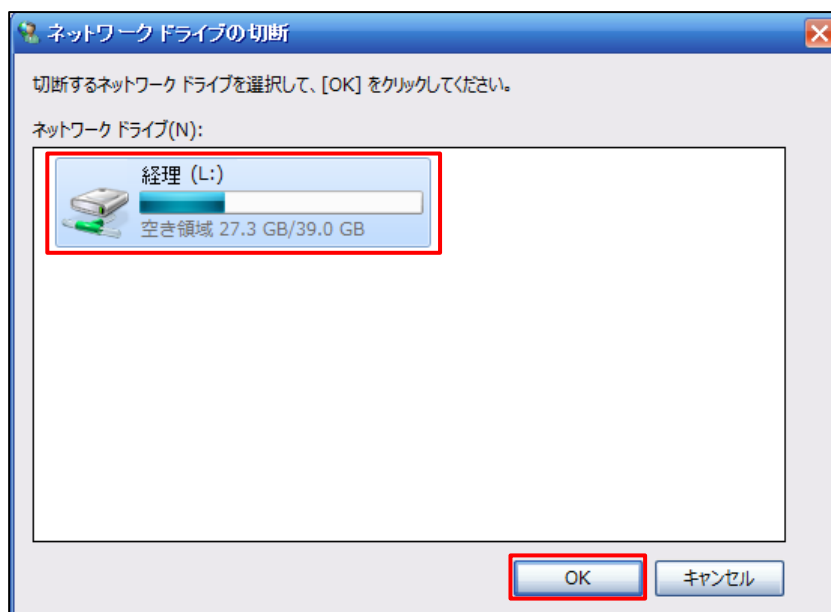 ネットワーク ドライブの切断
切断するネットワーク ドライブを選択して、[OK] をクリックしてください。
ネットワーク ドライブ(N):
経理 (L:)
空き領域 27.3 GB/39.0 GB
OK
キャンセル